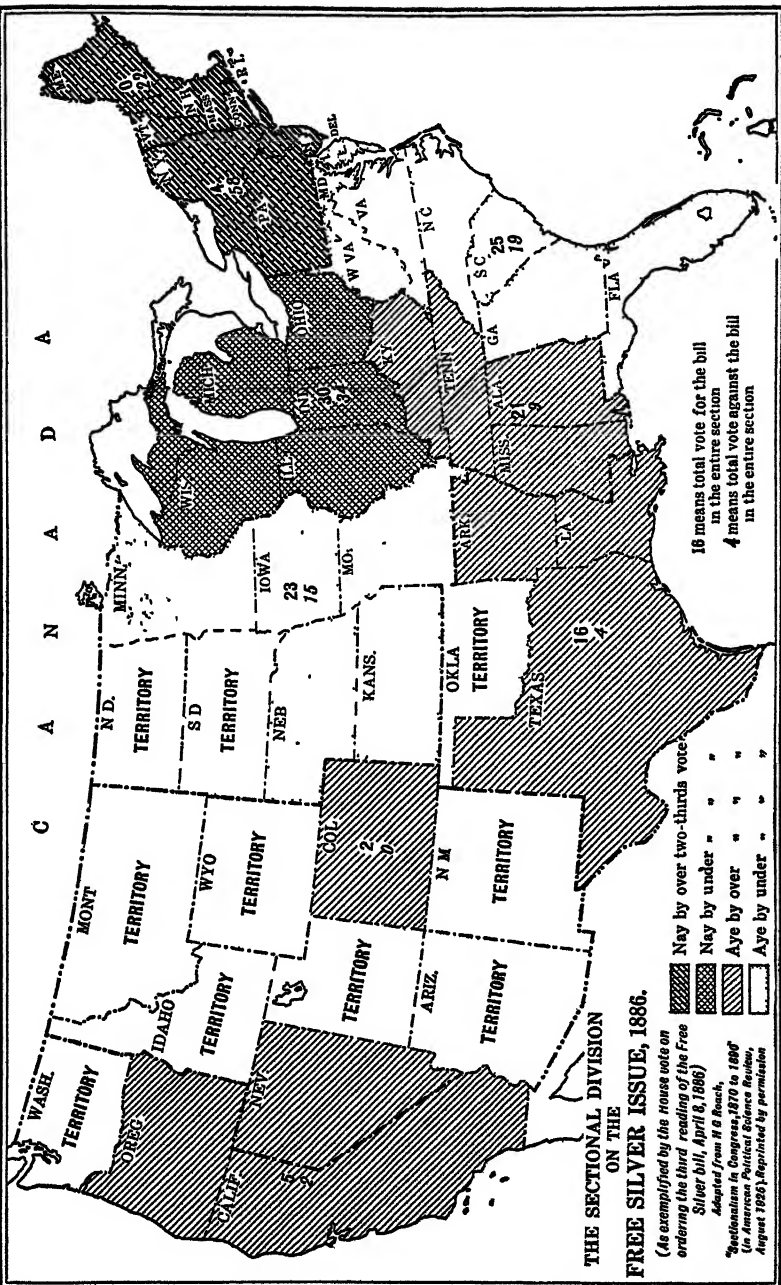 C A N A D A
WASH.
TERRITORY
MONT
TERRITORY
N D.
TERRITORY
MINN.
OREG.
IDAHO
TERRITORY
WYO
TERRITORY
S D
TERRITORY
WIS.
MICH.
NEB
IOWA
23
15
NEV.
CALIF.
5
2
TERRITORY
COL.
2
0
KANS.
MO.
ILL.
IND.
30
34
OHIO
KY.
ARIZ.
TERRITORY
N M
TERRITORY
OKLA
TERRITORY
ARK.
TENN
TEXAS
16
4
LA.
MISS.
ALA
21
9
GA
S C
25
19
N C
FLA
W VA
VA
MD.
DEL
PA.
N.Y.
4
58
VT.
N H
MASS
CONN.
R I.
ME.
0
22
THE SECTIONAL DIVISION
ON THE
FREE SILVER ISSUE, 1886.
(As exemplified by the House vote on
ordering the third reading of the Free
Silver bill, April 8, 1886)
Adapted from H G Roach,
"Sectionalism in Congress, 1870 to 1890"
(in American Political Science Review,
August 1925). Reprinted by permission
Nay by over two-thirds vote
Nay by under " " "
Aye by over " " "
Aye by under " " "
16 means total vote for the bill
in the entire section
4 means total vote against the bill
in the entire section